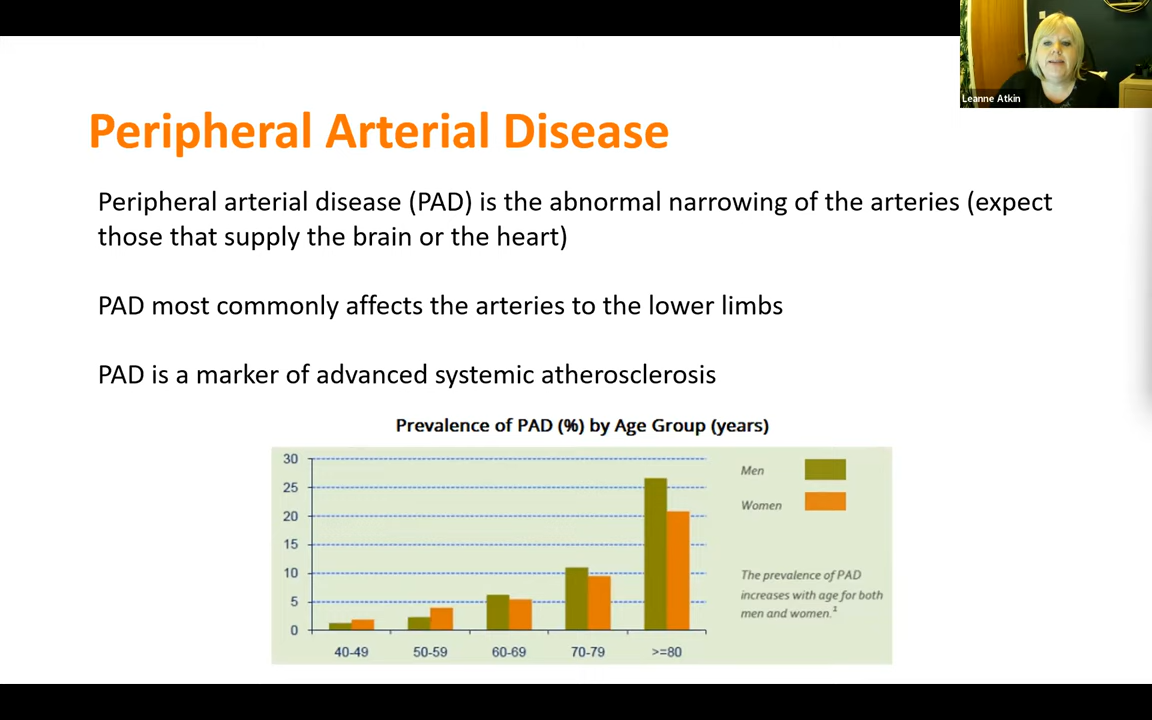 Leanne Atkin
Peripheral Arterial Disease
Peripheral arterial disease (PAD) is the abnormal narrowing of the arteries (expect
those that supply the brain or the heart)
PAD most commonly affects the arteries to the lower limbs
PAD is a marker of advanced systemic atherosclerosis
Prevalence of PAD (%) by Age Group (years)
30
25
20
15
10
5
0
40-49 50-59 60-69 70-79 >=80
Men
Women
The prevalence of PAD
increases with age for both
men and women.¹